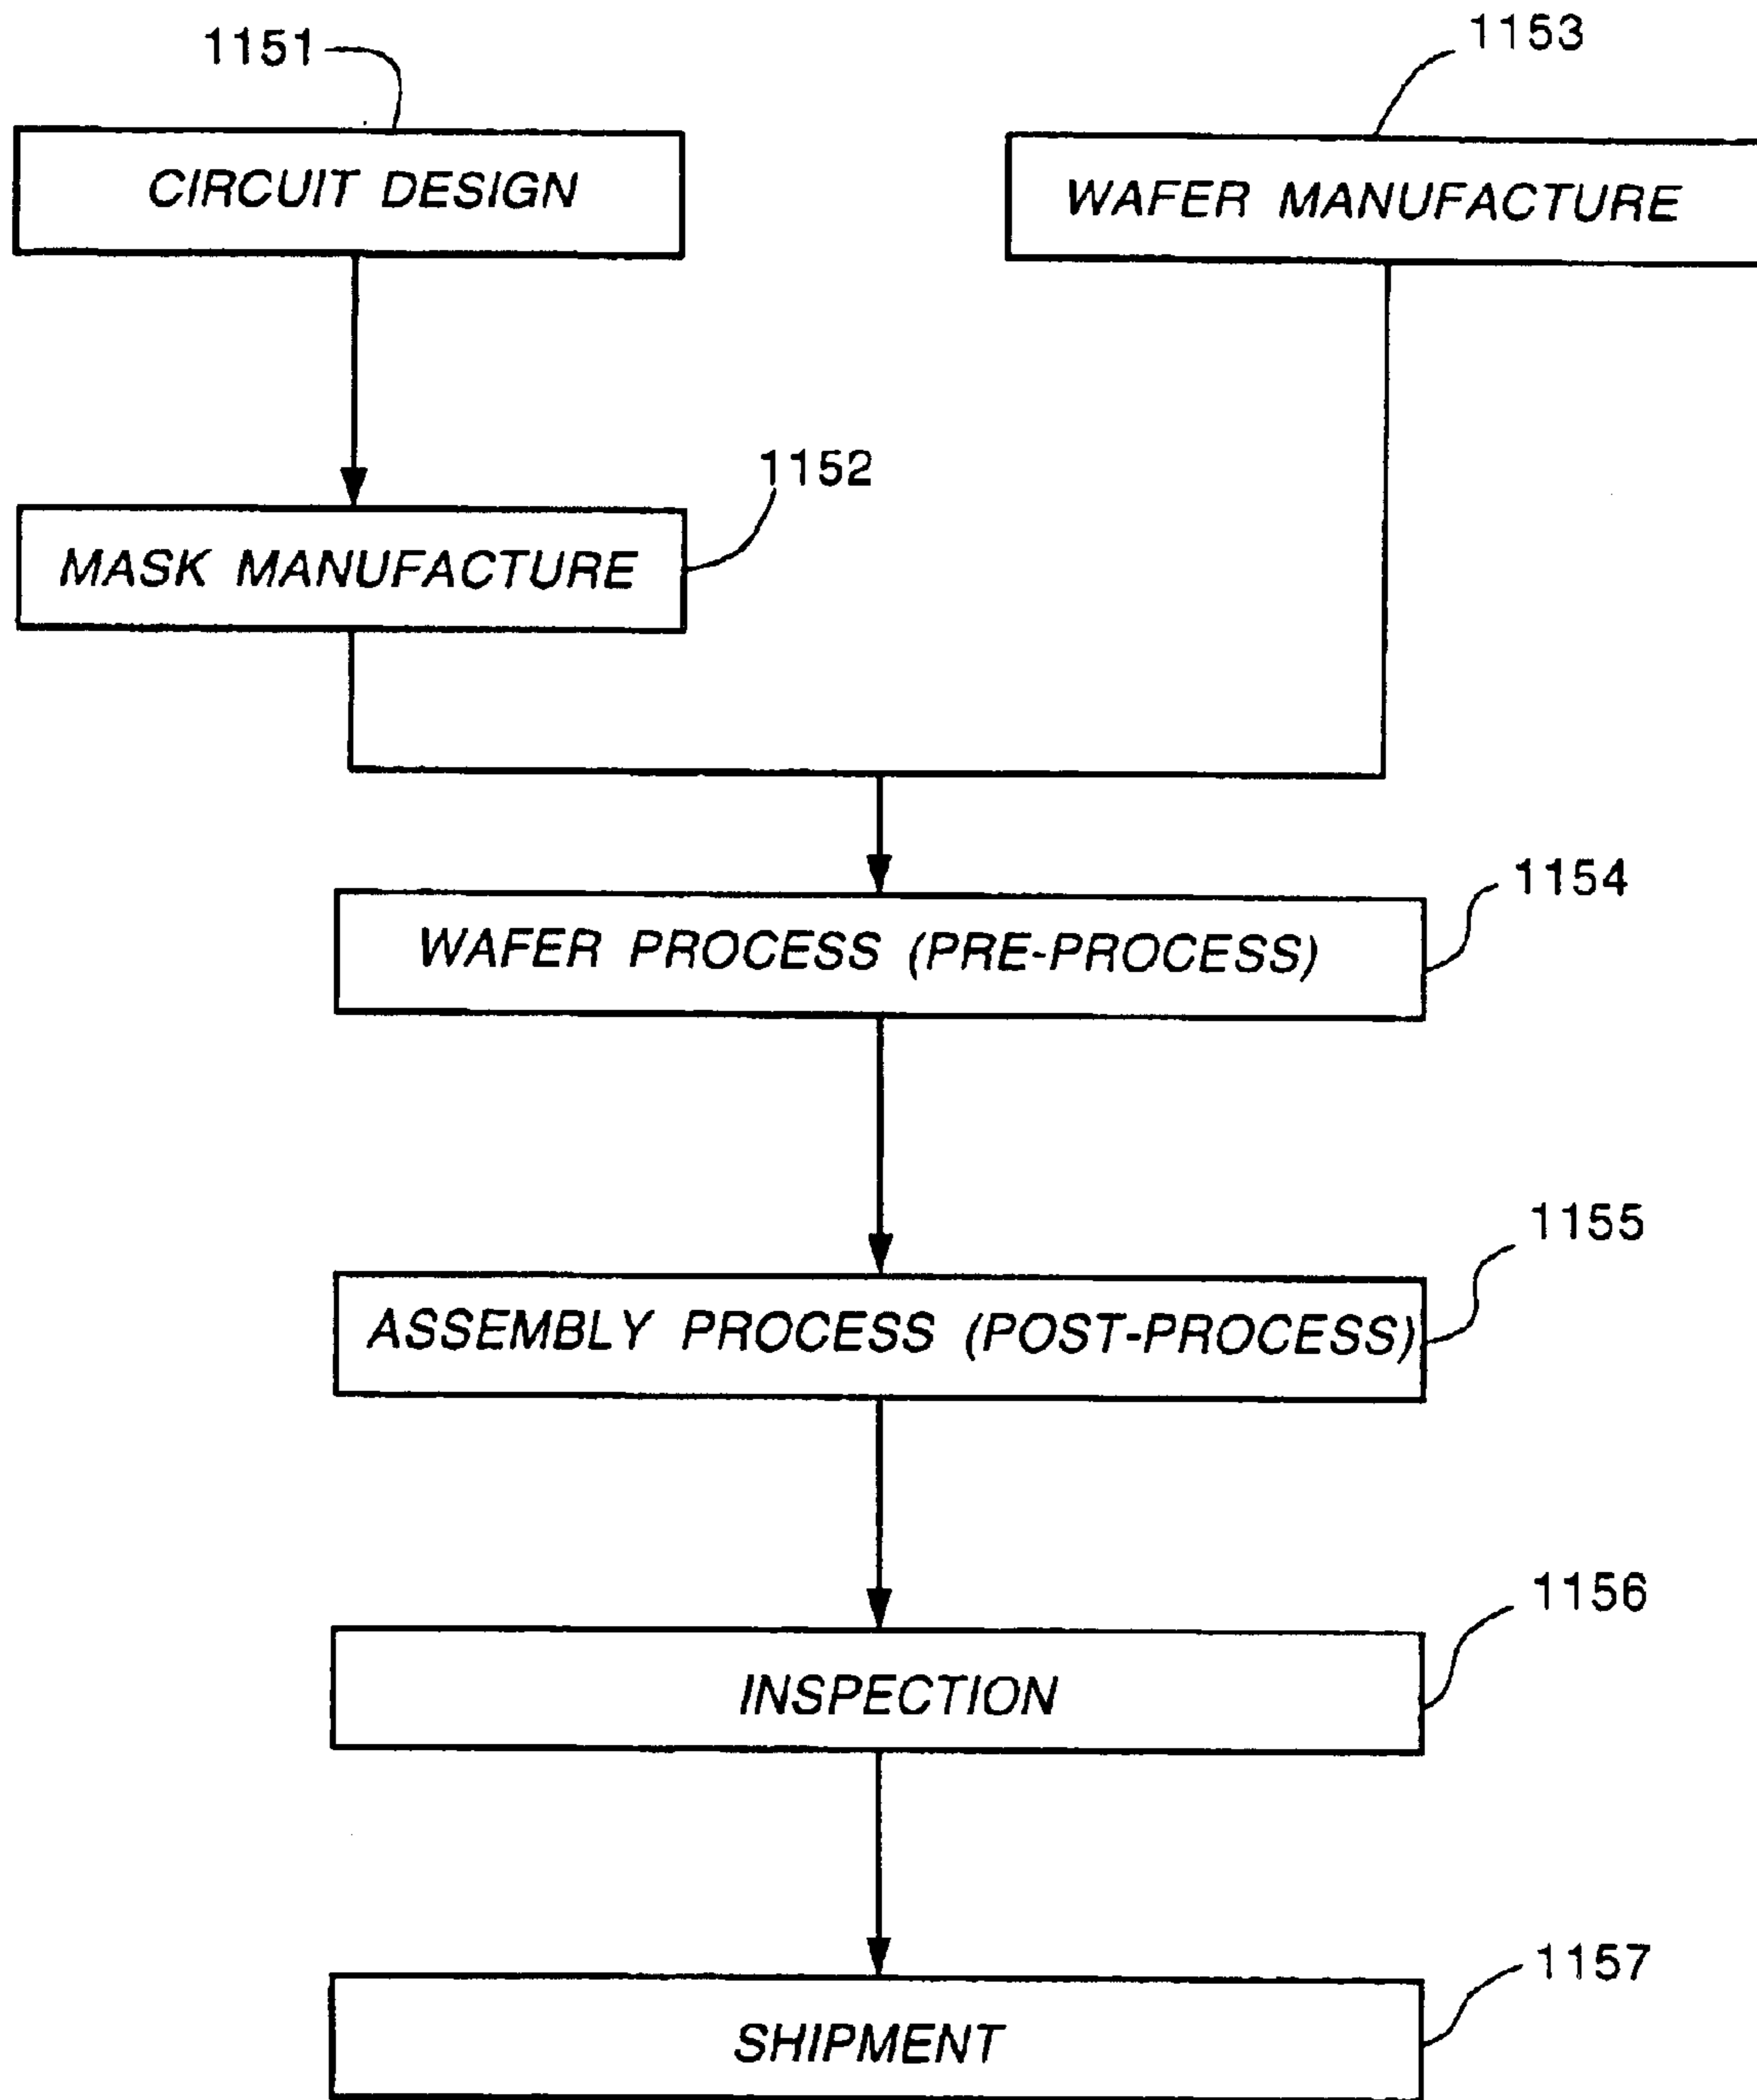 1151
CIRCUIT DESIGN
1153
WAFER MANUFACTURE
1152
MASK MANUFACTURE
1154
WAFER PROCESS (PRE-PROCESS)
1155
ASSEMBLY PROCESS (POST-PROCESS)
1156
INSPECTION
1157
SHIPMENT